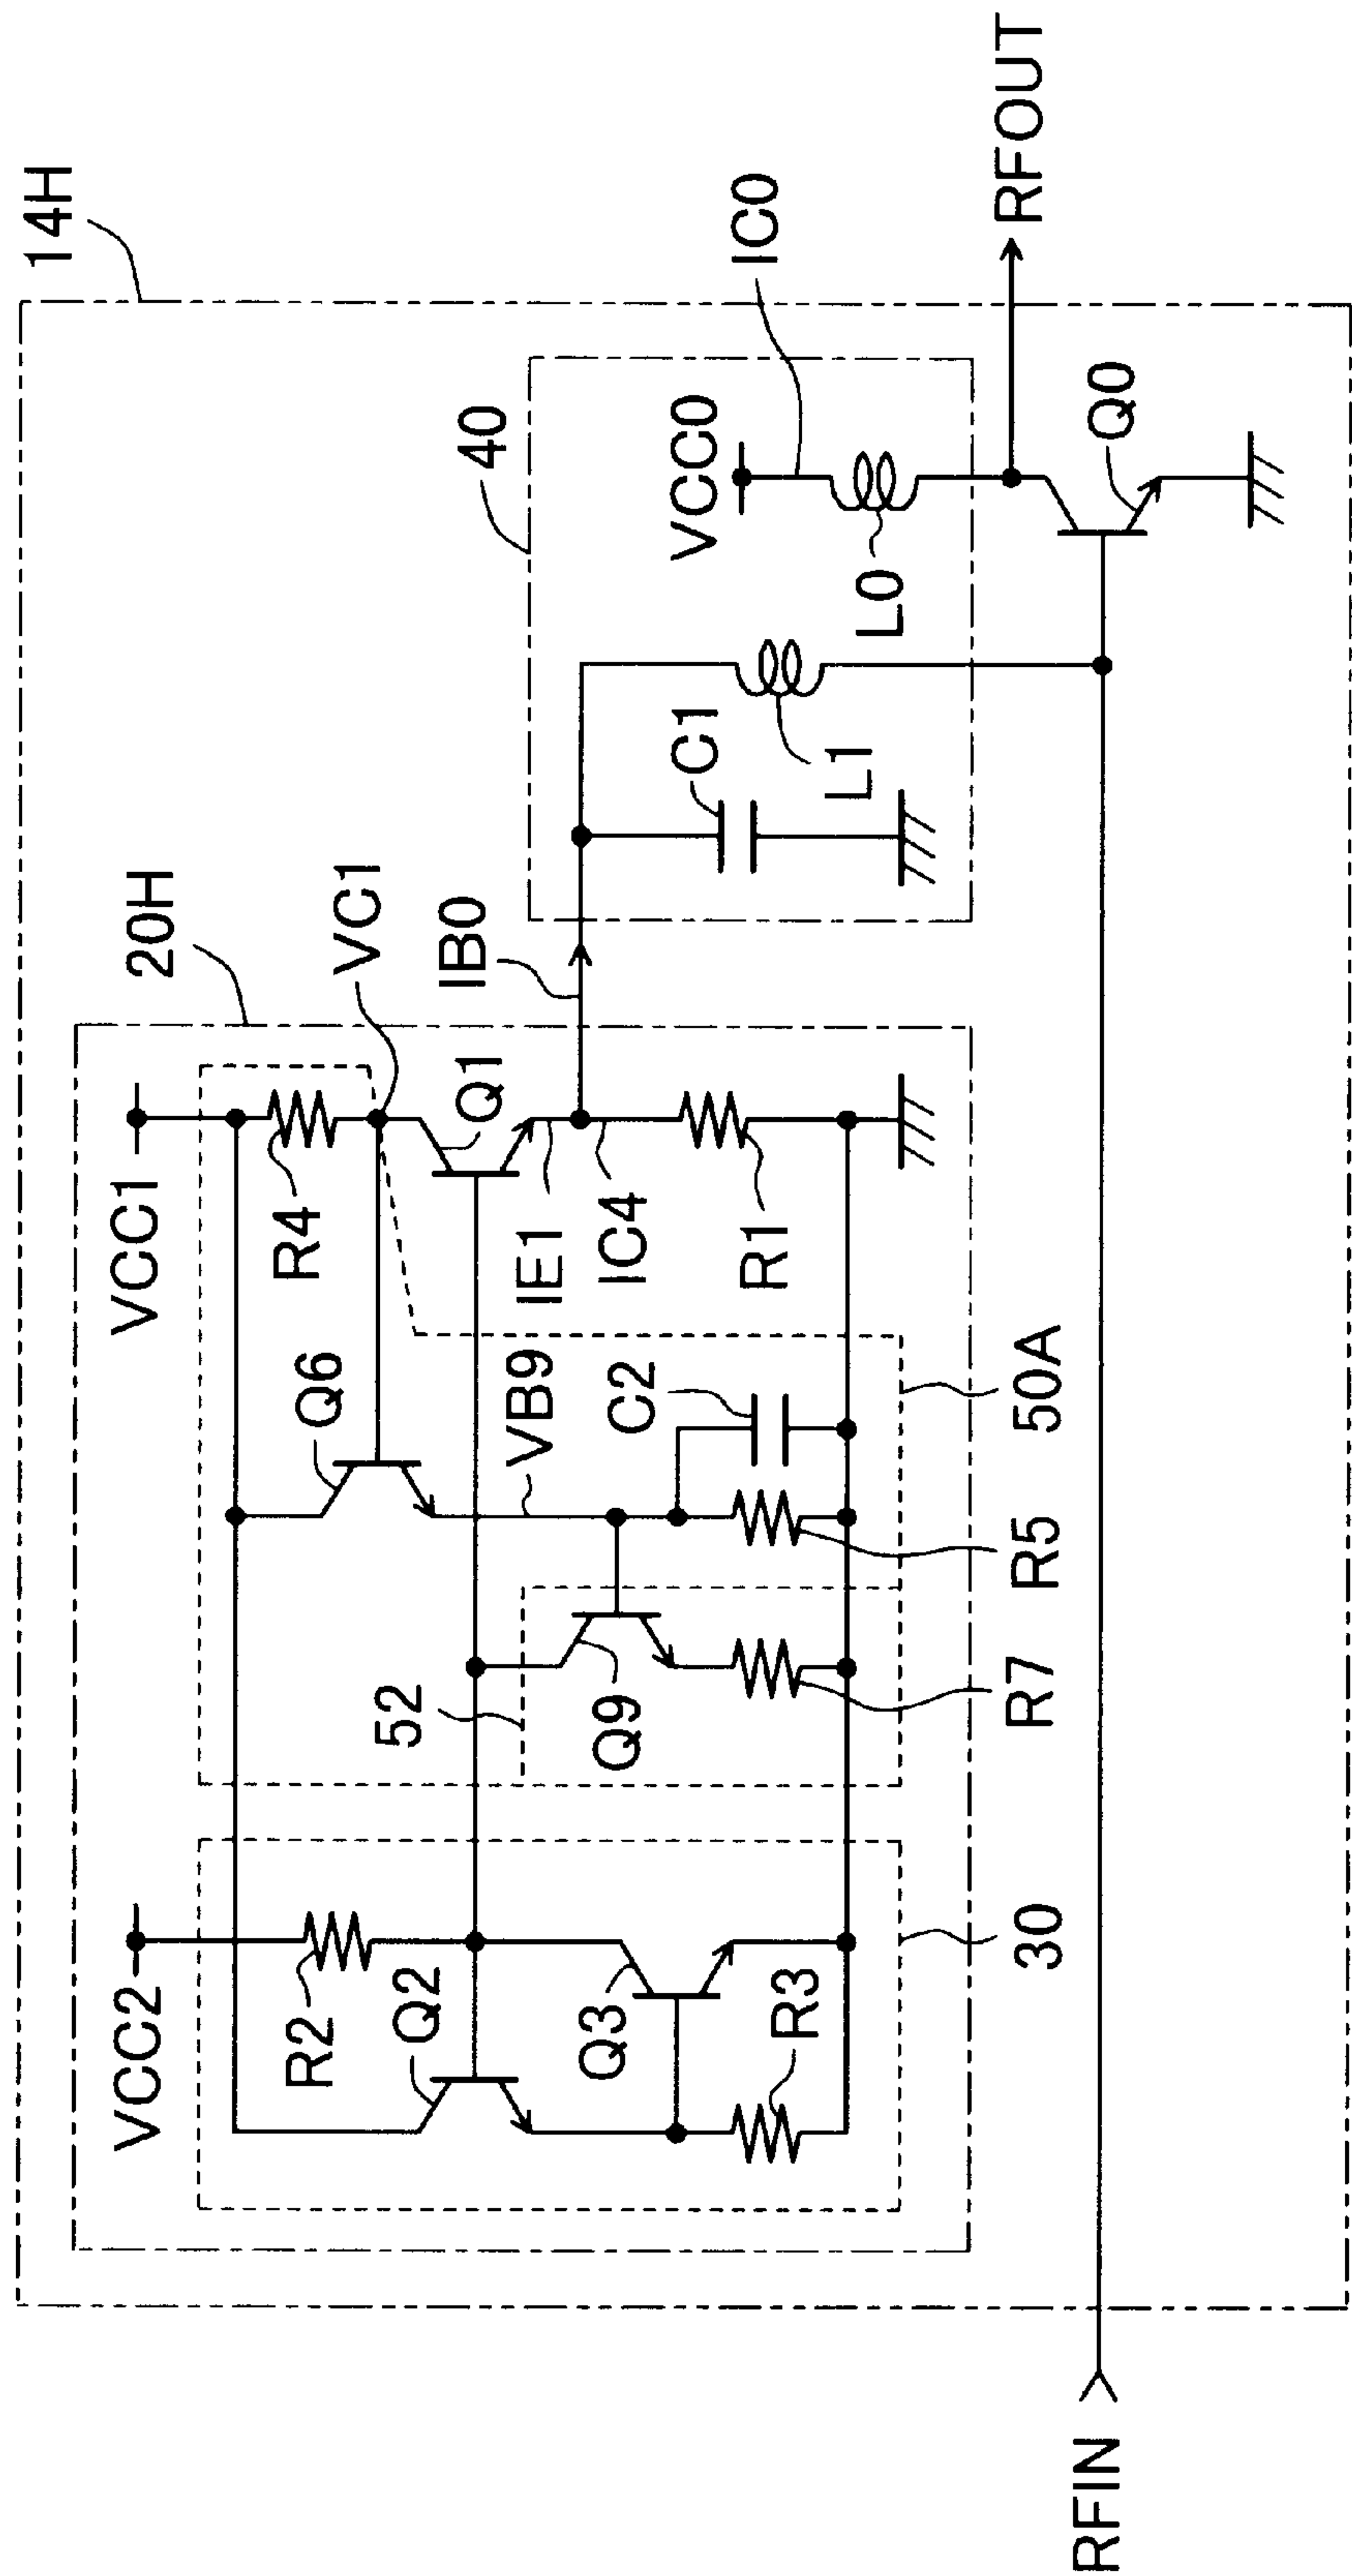 14H
20H
VCC2
VCC1
R4
VC1
Q6
R2
Q2
Q1
40
IB0
VCC0
IC0
52
VB9
IE1
IC4
Q9
C2
Q3
R3
R1
C1
L1
L0
RFOUT
Q0
30
R7
R5
50A
RFIN